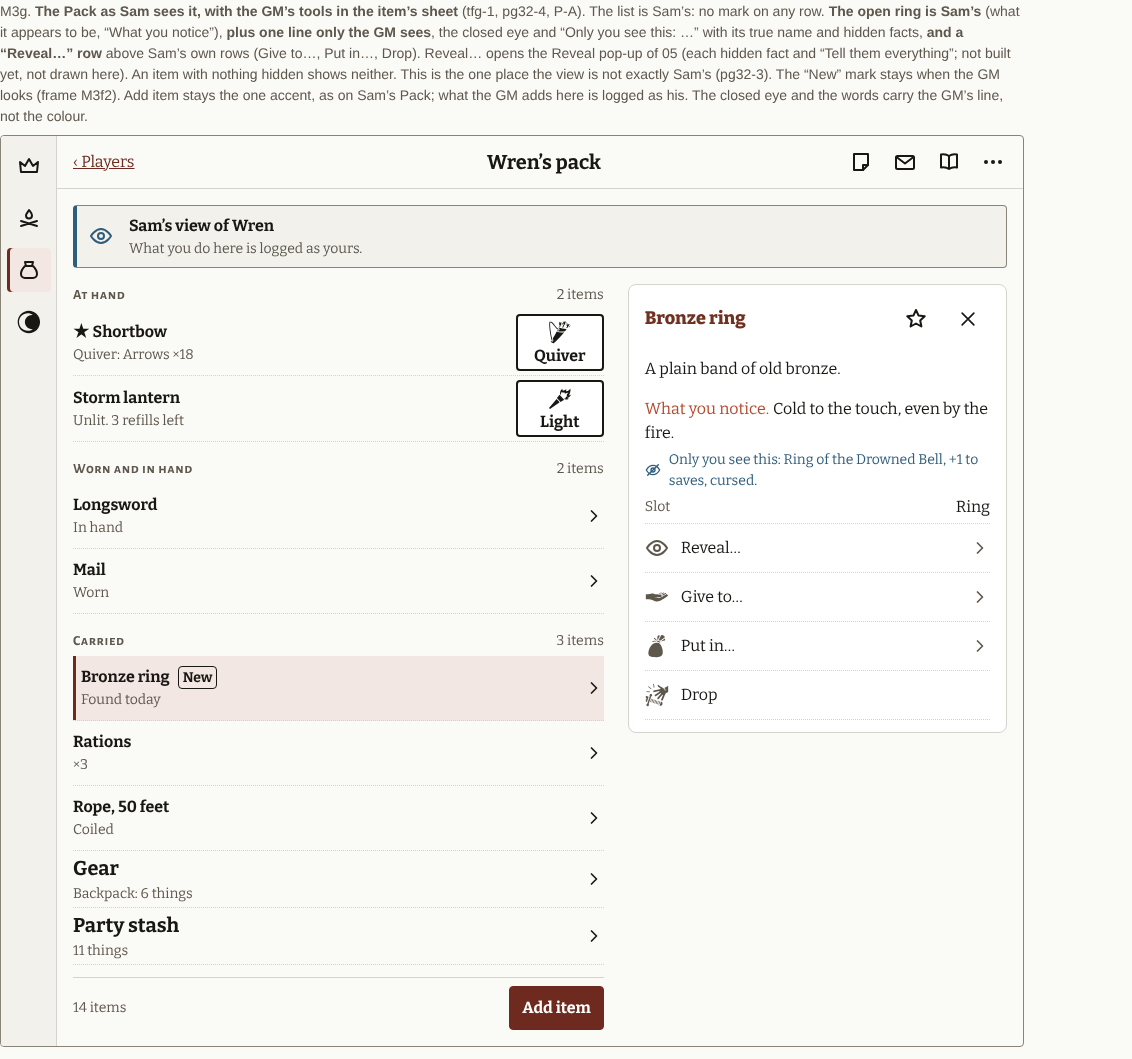 M3g. The Pack as Sam sees it, with the GM’s tools in the item’s sheet (tfg-1, pg32-4, P-A). The list is Sam’s: no mark on any row. The open ring is Sam’s (what
it appears to be, “What you notice”), plus one line only the GM sees, the closed eye and “Only you see this: …” with its true name and hidden facts, and a
“Reveal…” row above Sam’s own rows (Give to…, Put in…, Drop). Reveal… opens the Reveal pop-up of 05 (each hidden fact and “Tell them everything”; not built
yet, not drawn here). An item with nothing hidden shows neither. This is the one place the view is not exactly Sam’s (pg32-3). The “New” mark stays when the GM
looks (frame M3f2). Add item stays the one accent, as on Sam’s Pack; what the GM adds here is logged as his. The closed eye and the words carry the GM’s line,
not the colour.
‹ Players
Wren’s pack
Sam’s view of Wren
What you do here is logged as yours.
At hand
2 items
★ Shortbow
Quiver: Arrows ×18
Quiver
Storm lantern
Unlit. 3 refills left
Light
Worn and in hand
2 items
Longsword
In hand
Mail
Worn
Carried
3 items
Bronze ring
New
Found today
Rations
×3
Rope, 50 feet
Coiled
Gear
Backpack: 6 things
Party stash
11 things
14 items
Add item
Bronze ring
A plain band of old bronze.
What you notice. Cold to the touch, even by the
fire.
Only you see this: Ring of the Drowned Bell, +1 to
saves, cursed.
Slot
Ring
Reveal…
Give to…
Put in…
Drop